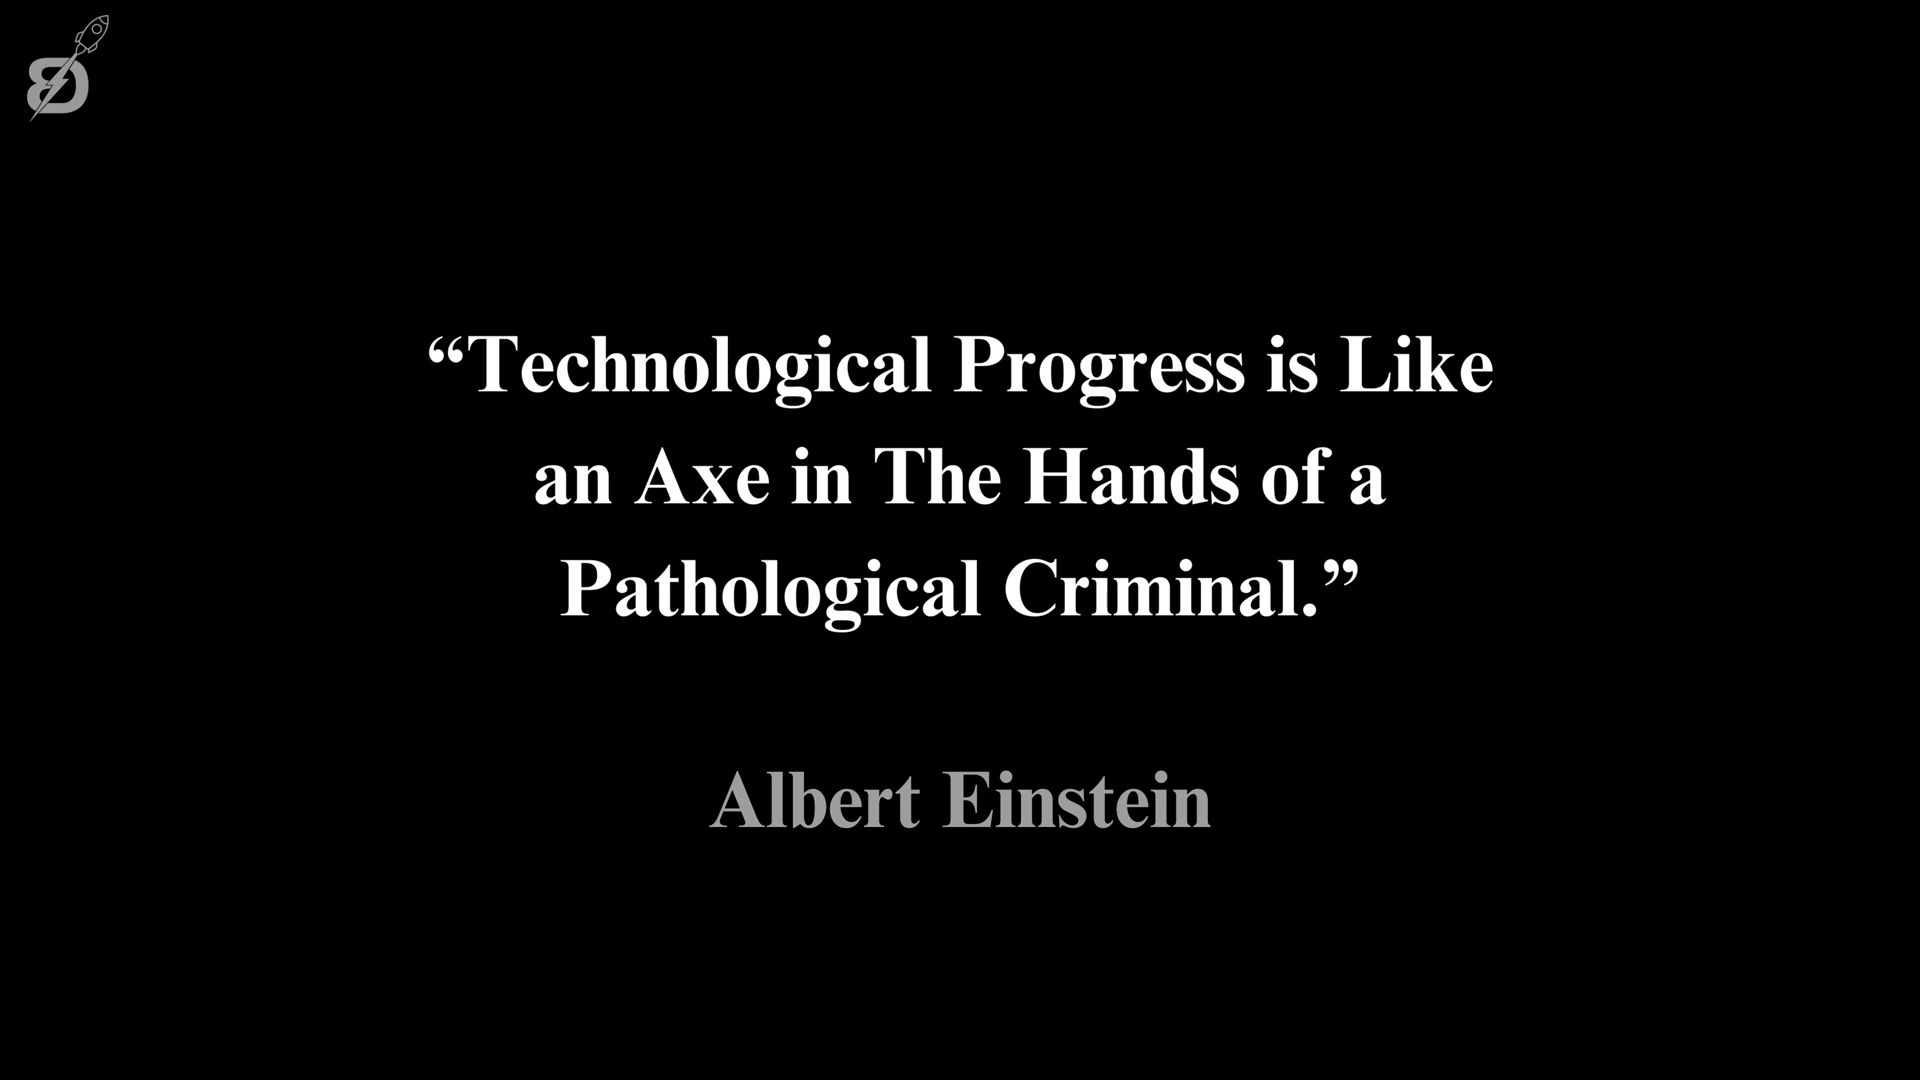 “Technological Progress is Like
an Axe in The Hands of a
Pathological Criminal.”
Albert Einstein